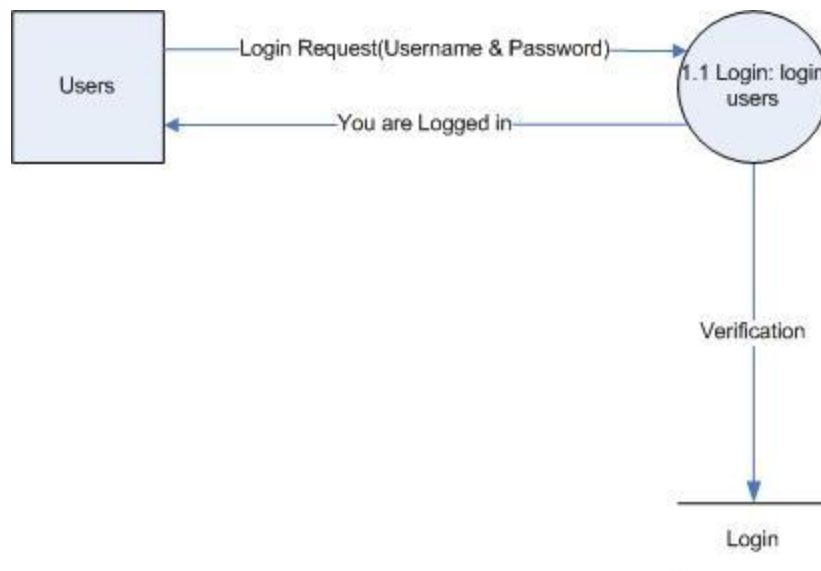 Users
Login Request(Username & Password)
You are Logged in
1.1 Login: login
users
Verification
Login